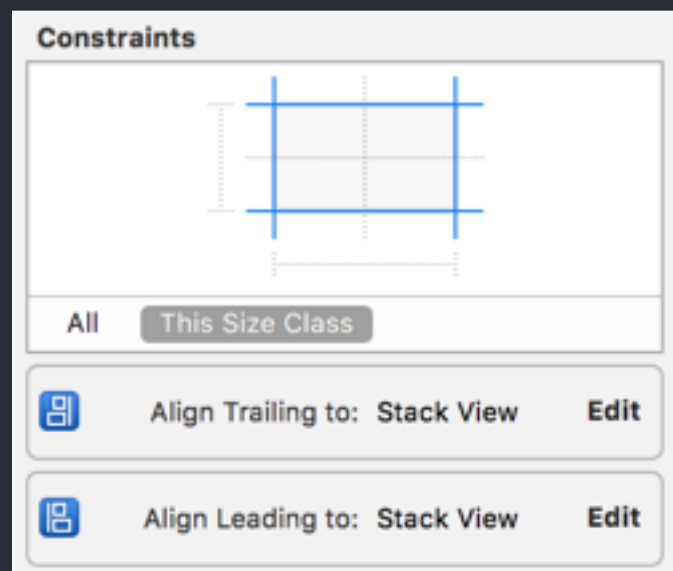 Constraints
All This Size Class
Align Trailing to: Stack View Edit
Align Leading to: Stack View Edit